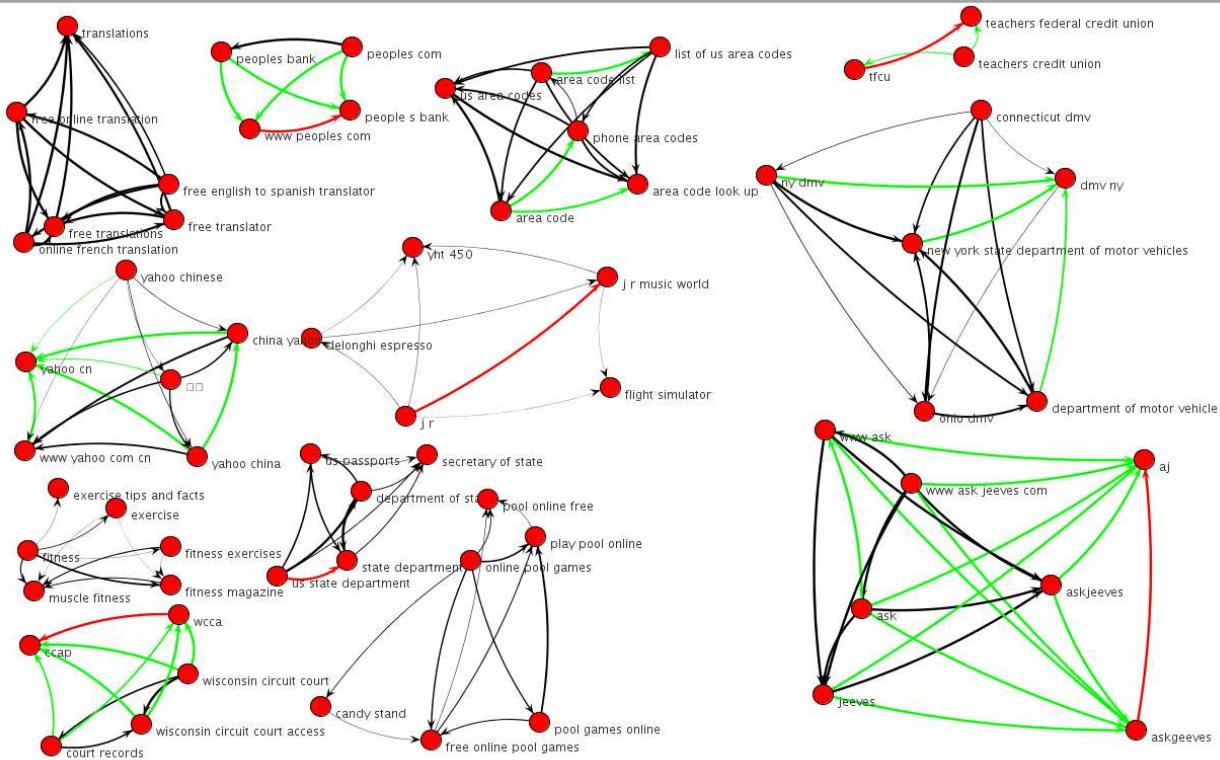 translations
free online translation
free english to spanish translator
free translator
free translations
online french translation
peoples bank
peoples com
people s bank
www peoples com
list of us area codes
area code list
us area codes
phone area codes
area code look up
area code
teachers federal credit union
teachers credit union
tfcu
connecticut dmv
ny dmv
dmv ny
new york state department of motor vehicles
department of motor vehicle
ohio dmv
yahoo chinese
china yahoo
yahoo cn
□□
www yahoo com cn
yahoo china
yht 450
j r music world
delonghi espresso
flight simulator
j r
exercise tips and facts
exercise
fitness
fitness exercises
fitness magazine
muscle fitness
us passports
secretary of state
department of state
state department
us state department
pool online free
play pool online
online pool games
candy stand
pool games online
free online pool games
wcca
ccap
wisconsin circuit court
wisconsin circuit court access
court records
www ask
aj
www ask jeeves com
askjeeves
ask
jeeves
askgeeves